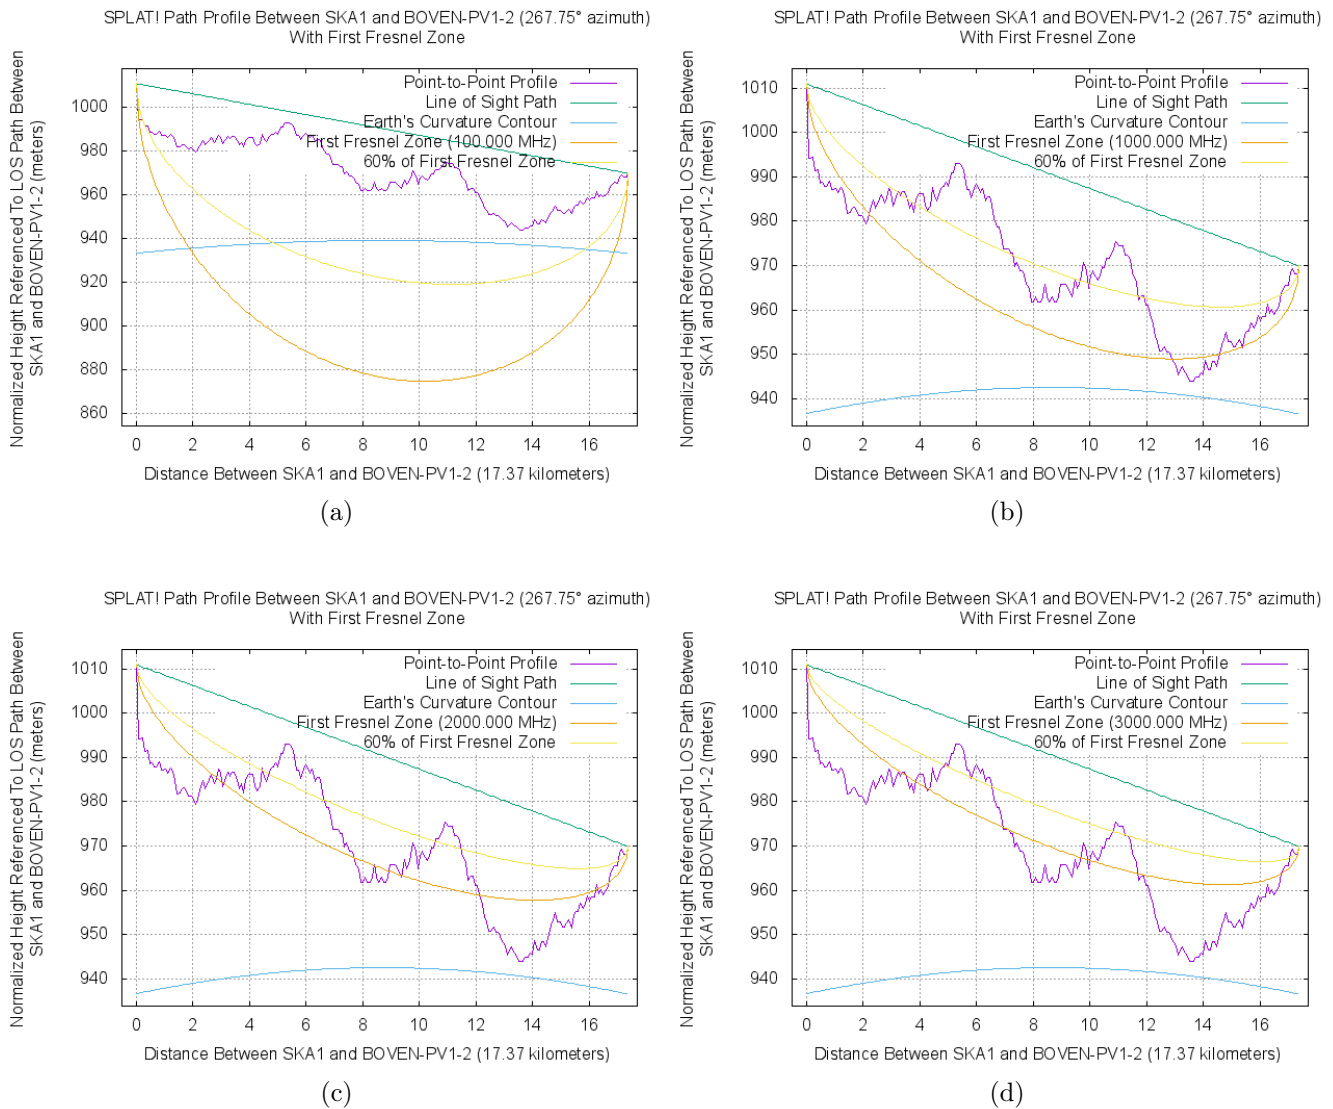 SPLAT! Path Profile Between SKA1 and BOVEN-PV1-2 (267.75° azimuth)
With First Fresnel Zone
Normalized Height Referenced To LOS Path Between
SKA1 and BOVEN-PV1-2 (meters)
1000
980
960
940
920
900
880
860
Point-to-Point Profile
Line of Sight Path
Earth's Curvature Contour
First Fresnel Zone (100.000 MHz)
60% of First Fresnel Zone
0 2 4 6 8 10 12 14 16
Distance Between SKA1 and BOVEN-PV1-2 (17.37 kilometers)
(a)
SPLAT! Path Profile Between SKA1 and BOVEN-PV1-2 (267.75° azimuth)
With First Fresnel Zone
Normalized Height Referenced To LOS Path Between
SKA1 and BOVEN-PV1-2 (meters)
1010
1000
990
980
970
960
950
940
Point-to-Point Profile
Line of Sight Path
Earth's Curvature Contour
First Fresnel Zone (1000.000 MHz)
60% of First Fresnel Zone
0 2 4 6 8 10 12 14 16
Distance Between SKA1 and BOVEN-PV1-2 (17.37 kilometers)
(b)
SPLAT! Path Profile Between SKA1 and BOVEN-PV1-2 (267.75° azimuth)
With First Fresnel Zone
Normalized Height Referenced To LOS Path Between
SKA1 and BOVEN-PV1-2 (meters)
1010
1000
990
980
970
960
950
940
Point-to-Point Profile
Line of Sight Path
Earth's Curvature Contour
First Fresnel Zone (2000.000 MHz)
60% of First Fresnel Zone
0 2 4 6 8 10 12 14 16
Distance Between SKA1 and BOVEN-PV1-2 (17.37 kilometers)
(c)
SPLAT! Path Profile Between SKA1 and BOVEN-PV1-2 (267.75° azimuth)
With First Fresnel Zone
Normalized Height Referenced To LOS Path Between
SKA1 and BOVEN-PV1-2 (meters)
1010
1000
990
980
970
960
950
940
Point-to-Point Profile
Line of Sight Path
Earth's Curvature Contour
First Fresnel Zone (3000.000 MHz)
60% of First Fresnel Zone
0 2 4 6 8 10 12 14 16
Distance Between SKA1 and BOVEN-PV1-2 (17.37 kilometers)
(d)